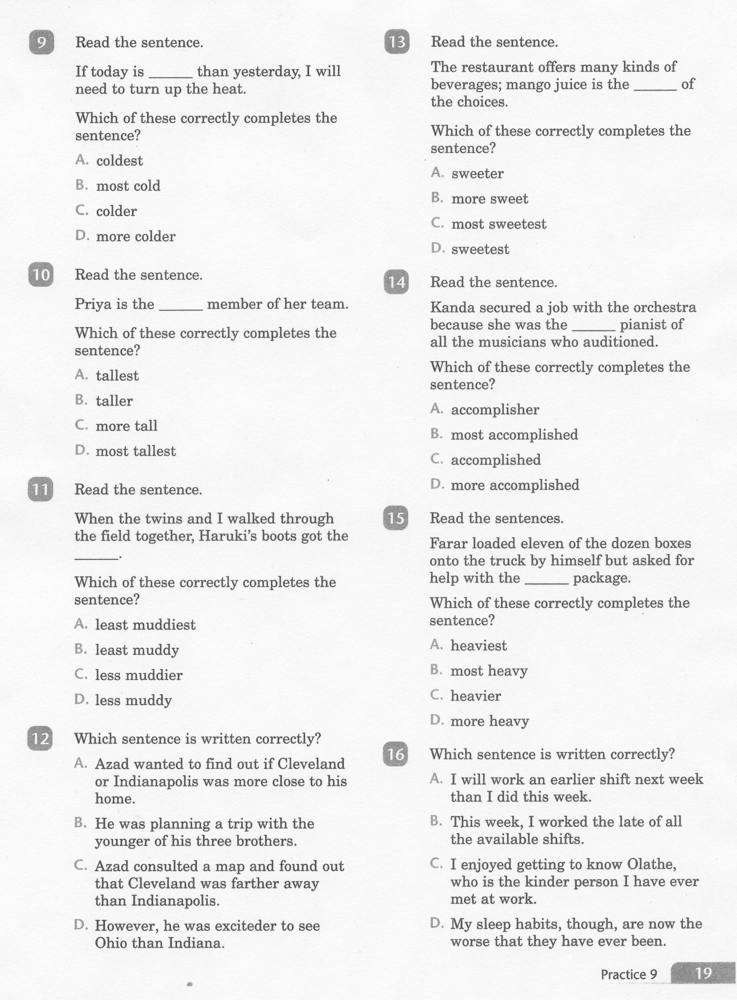 9 Read the sentence.
If today is ______ than yesterday, I will
need to turn up the heat.
Which of these correctly completes the
sentence?
A. coldest
B. most cold
C. colder
D. more colder
10 Read the sentence.
Priya is the ______ member of her team.
Which of these correctly completes the
sentence?
A. tallest
B. taller
C. more tall
D. most tallest
11 Read the sentence.
When the twins and I walked through
the field together, Haruki's boots got the
______.
Which of these correctly completes the
sentence?
A. least muddiest
B. least muddy
C. less muddier
D. less muddy
12 Which sentence is written correctly?
A. Azad wanted to find out if Cleveland
or Indianapolis was more close to his
home.
B. He was planning a trip with the
younger of his three brothers.
C. Azad consulted a map and found out
that Cleveland was farther away
than Indianapolis.
D. However, he was exciteder to see
Ohio than Indiana.
13 Read the sentence.
The restaurant offers many kinds of
beverages; mango juice is the ______ of
the choices.
Which of these correctly completes the
sentence?
A. sweeter
B. more sweet
C. most sweetest
D. sweetest
14 Read the sentence.
Kanda secured a job with the orchestra
because she was the ______ pianist of
all the musicians who auditioned.
Which of these correctly completes the
sentence?
A. accomplisher
B. most accomplished
C. accomplished
D. more accomplished
15 Read the sentences.
Farar loaded eleven of the dozen boxes
onto the truck by himself but asked for
help with the ______ package.
Which of these correctly completes the
sentence?
A. heaviest
B. most heavy
C. heavier
D. more heavy
16 Which sentence is written correctly?
A. I will work an earlier shift next week
than I did this week.
B. This week, I worked the late of all
the available shifts.
C. I enjoyed getting to know Olathe,
who is the kinder person I have ever
met at work.
D. My sleep habits, though, are now the
worse that they have ever been.
Practice 9 19